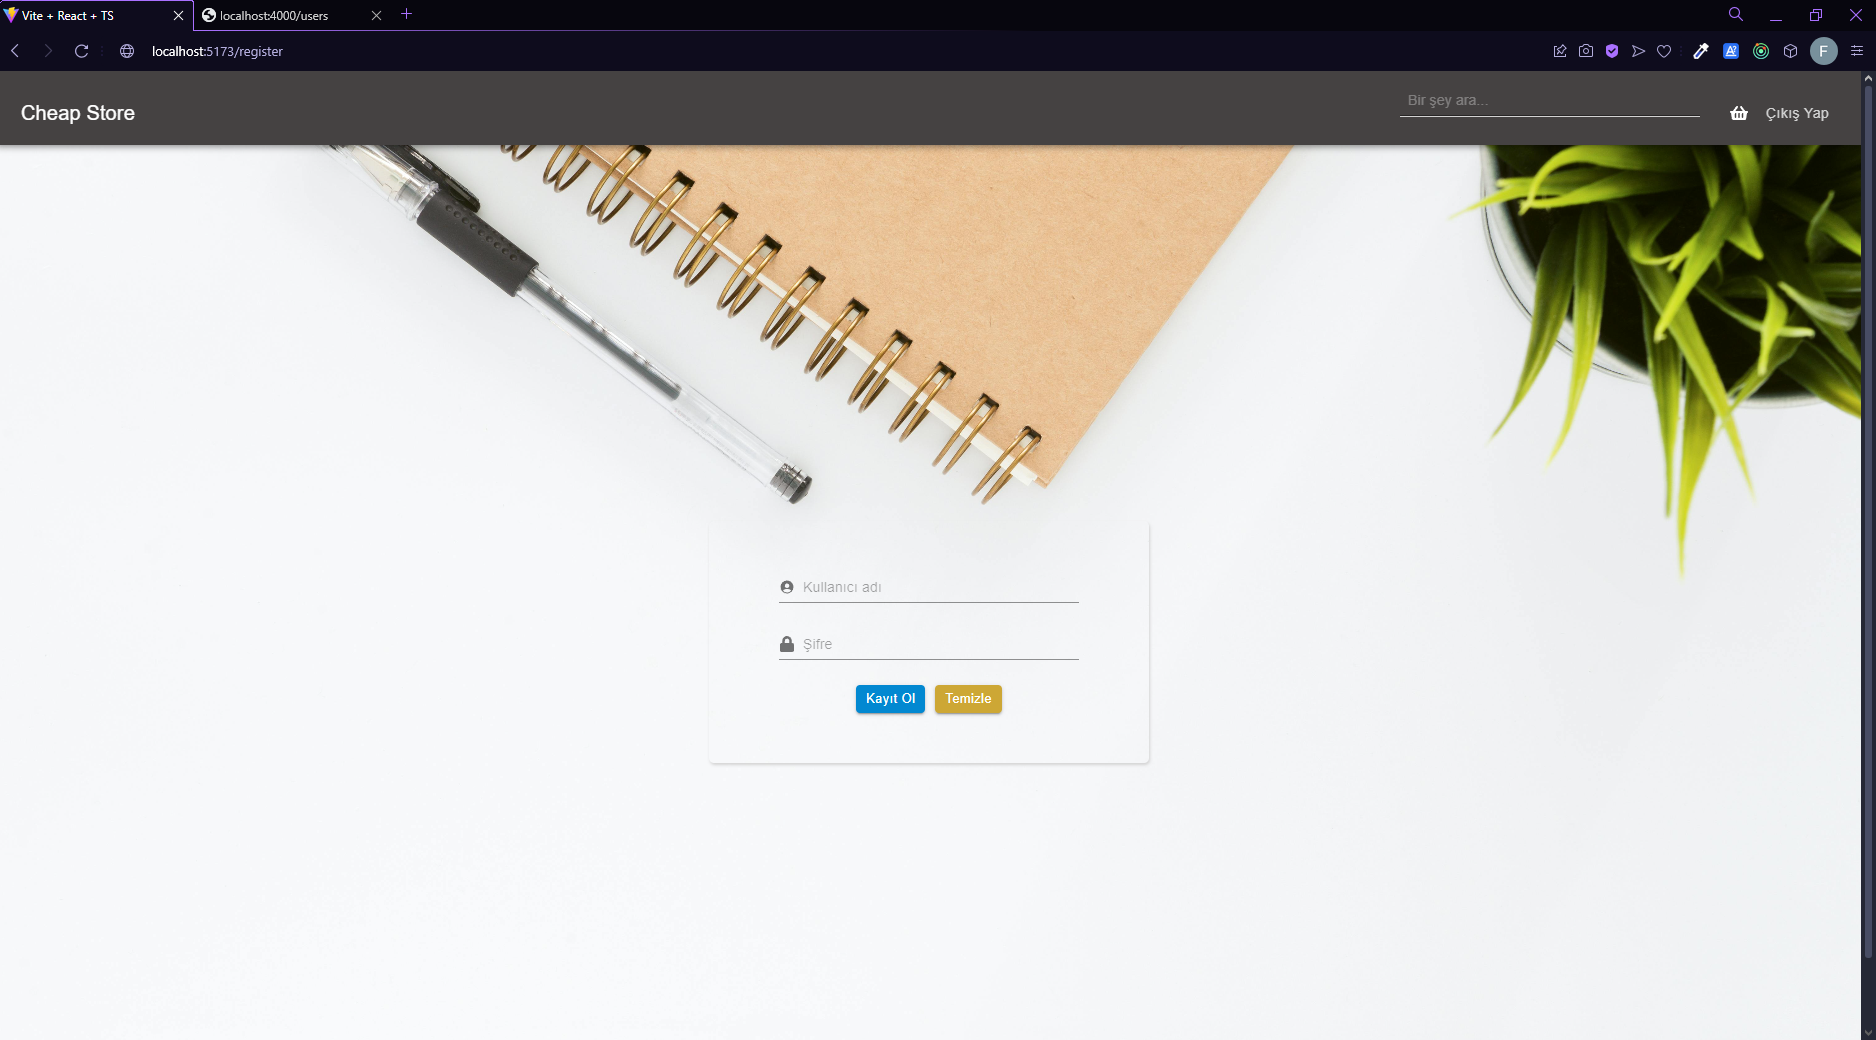 Vite + React + TS
localhost:4000/users
localhost:5173/register
F
Cheap Store
Bir şey ara...
Çıkış Yap
Kullanıcı adı
Şifre
Kayıt Ol
Temizle